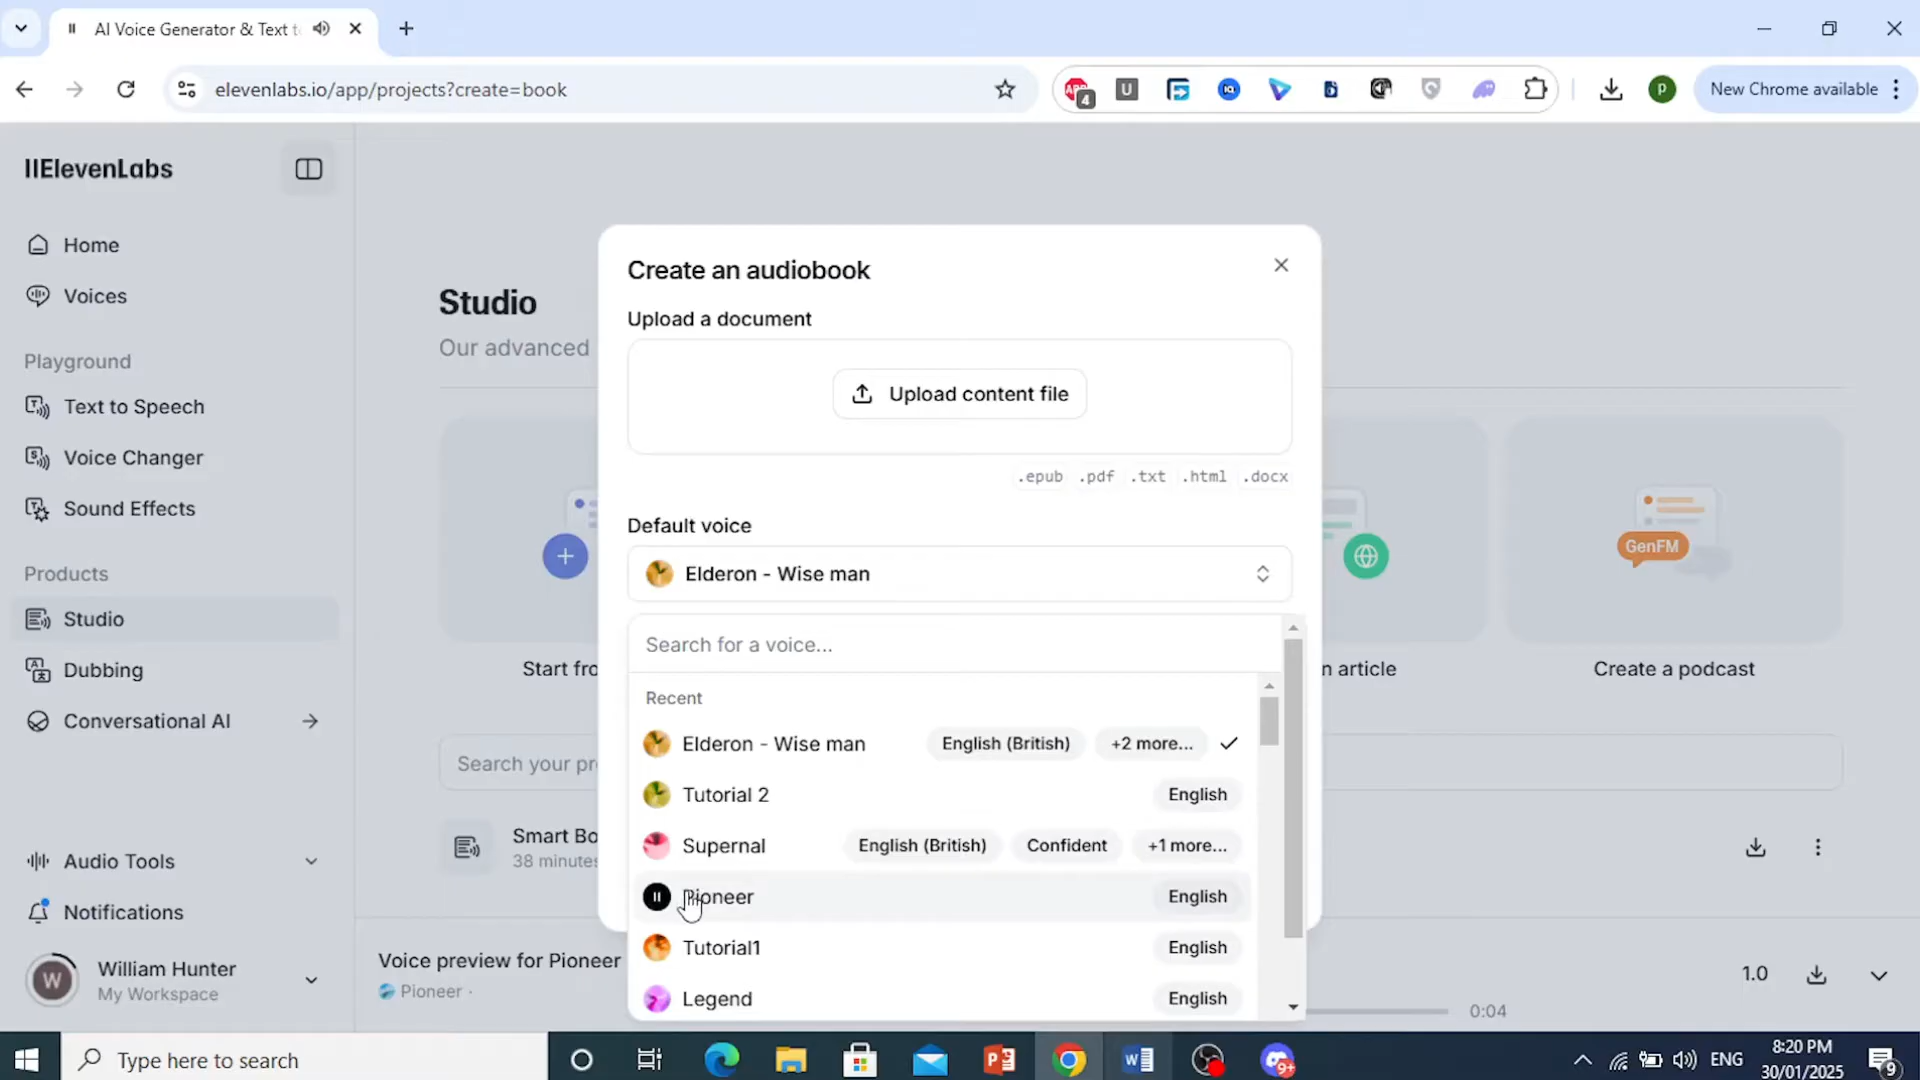 AI Voice Generator & Text to
elevenlabs.io/app/projects?create=book
4
U
P
New Chrome available
IIElevenLabs
Home
Voices
Playground
Text to Speech
Voice Changer
Sound Effects
Products
Studio
Dubbing
Conversational AI
Audio Tools
Notifications
W
William Hunter
My Workspace
Studio
Our advanced
Start fro
n article
GenFM
Create a podcast
Search your pr
Smart Bo
38 minutes
Create an audiobook
Upload a document
Upload content file
.epub .pdf .txt .html .docx
Default voice
Elderon - Wise man
Search for a voice...
Recent
Elderon - Wise man English (British) +2 more...
Tutorial 2 English
Supernal English (British) Confident +1 more...
Pioneer English
Tutorial1 English
Legend English
Voice preview for Pioneer
Pioneer ·
1.0
0:04
Type here to search
9+
ENG
8:20 PM
30/01/2025
9